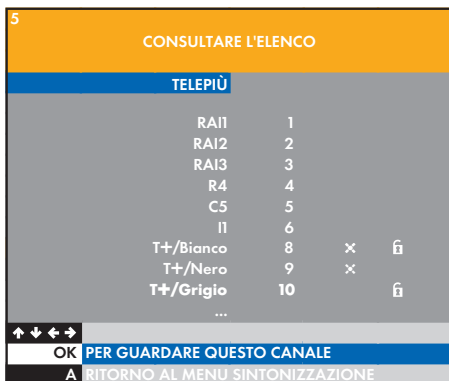 5
CONSULTARE L'ELENCO
TELEPIÙ
RAI1 1
RAI2 2
RAI3 3
R4 4
C5 5
I1 6
T+/Bianco 8 ×
T+/Nero 9 ×
T+/Grigio 10
...
OK PER GUARDARE QUESTO CANALE
A RITORNO AL MENU SINTONIZZAZIONE